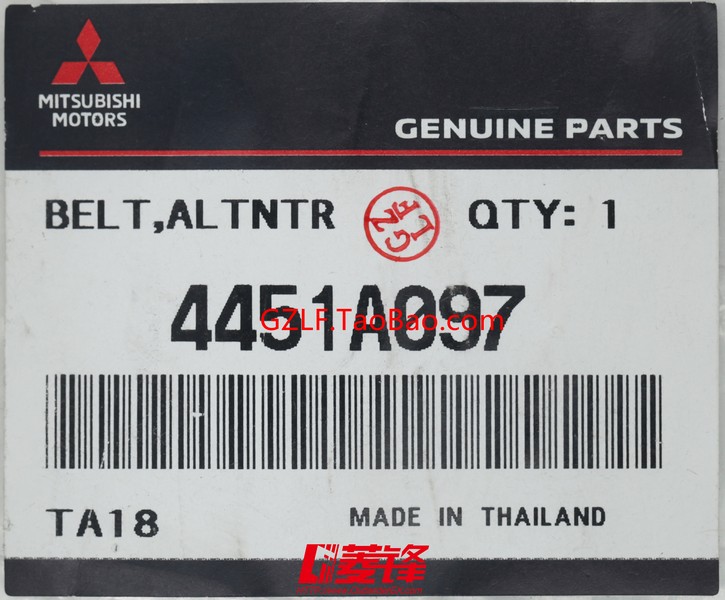 MITSUBISHI
MOTORS
GENUINE PARTS
BELT,ALTNTR
QTY: 1
4451A097
GZLF.TaoBao.com
TA18
MADE IN THAILAND
菱锋